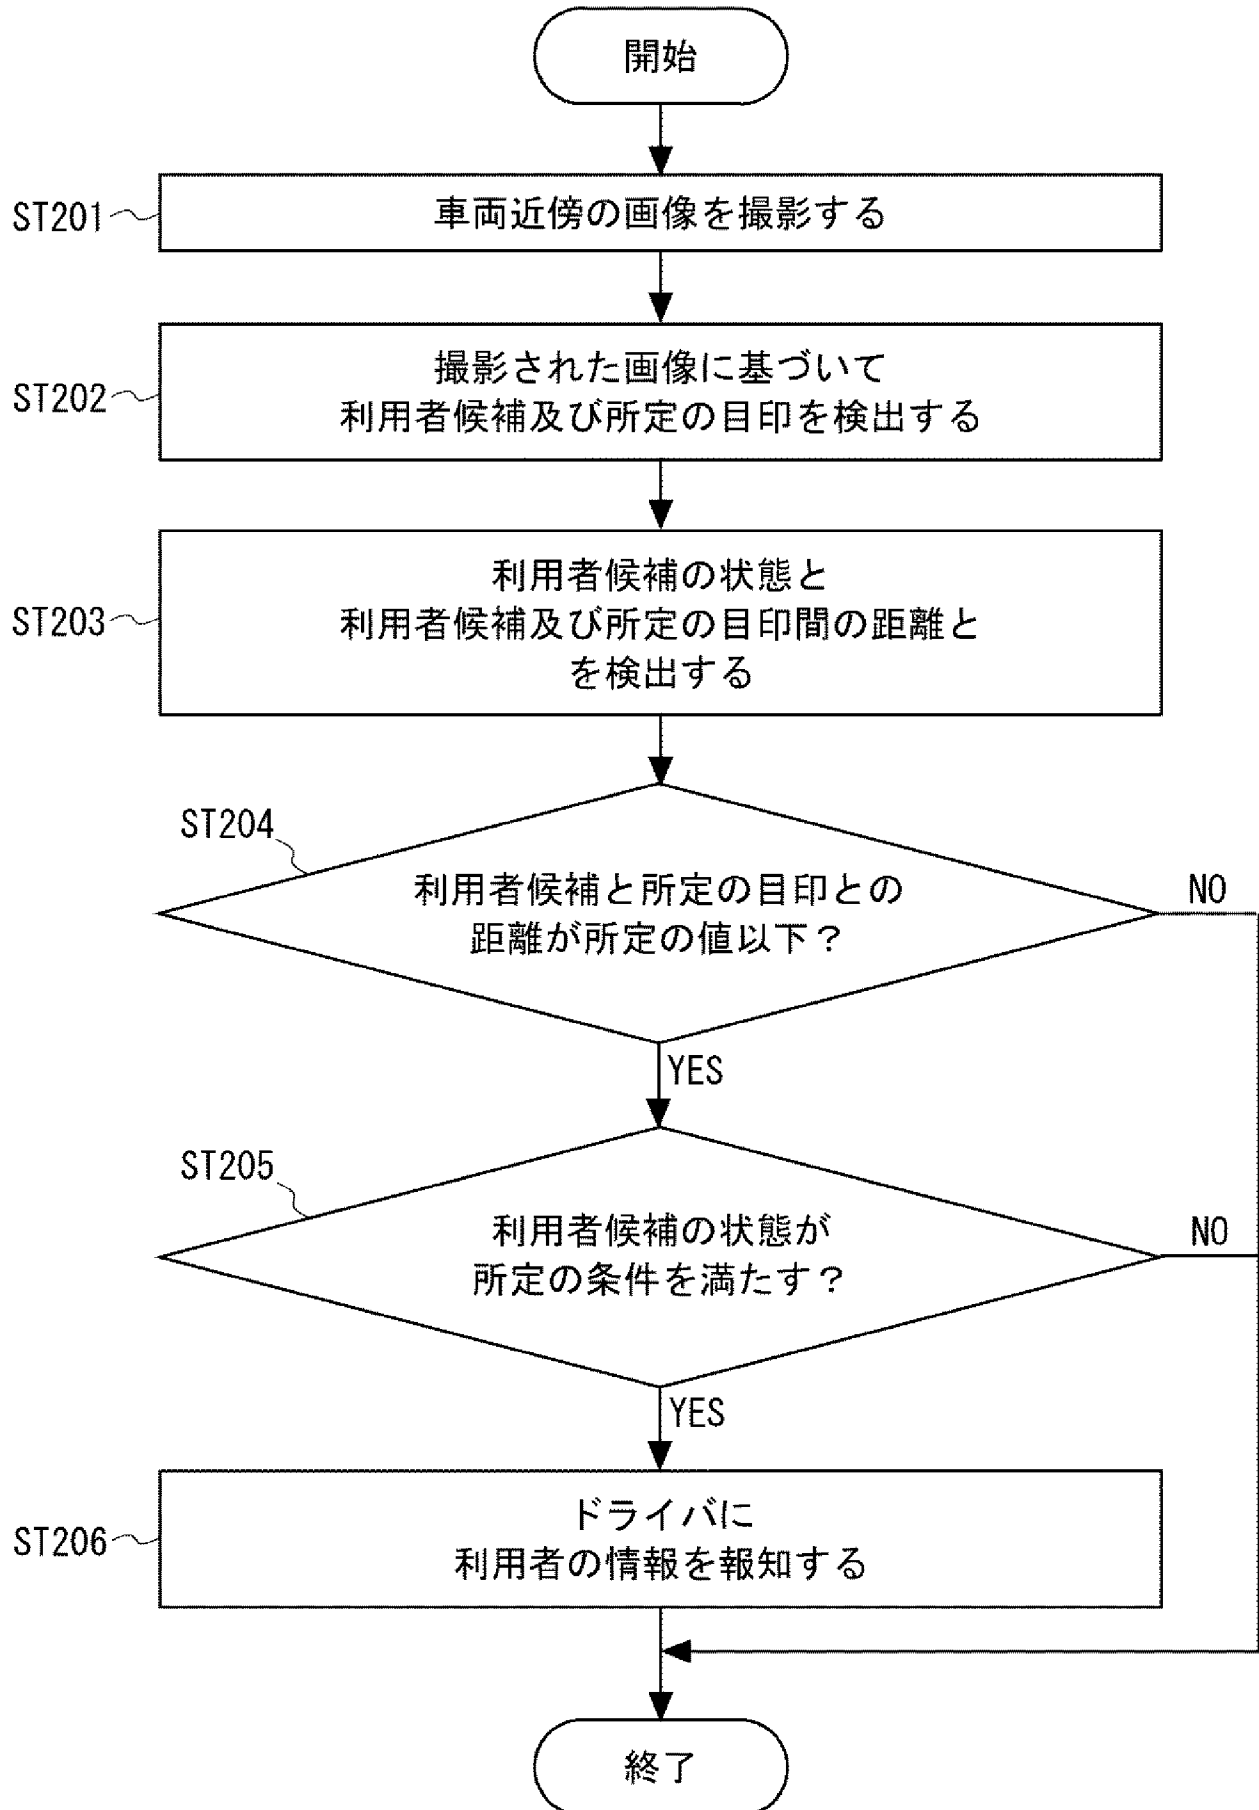 開始
ST201
車両近傍の画像を撮影する
ST202
撮影された画像に基づいて
利用者候補及び所定の目印を検出する
ST203
利用者候補の状態と
利用者候補及び所定の目印間の距離と
を検出する
ST204
利用者候補と所定の目印との
距離が所定の値以下？
NO
YES
ST205
利用者候補の状態が
所定の条件を満たす？
NO
YES
ST206
ドライバに
利用者の情報を報知する
終了